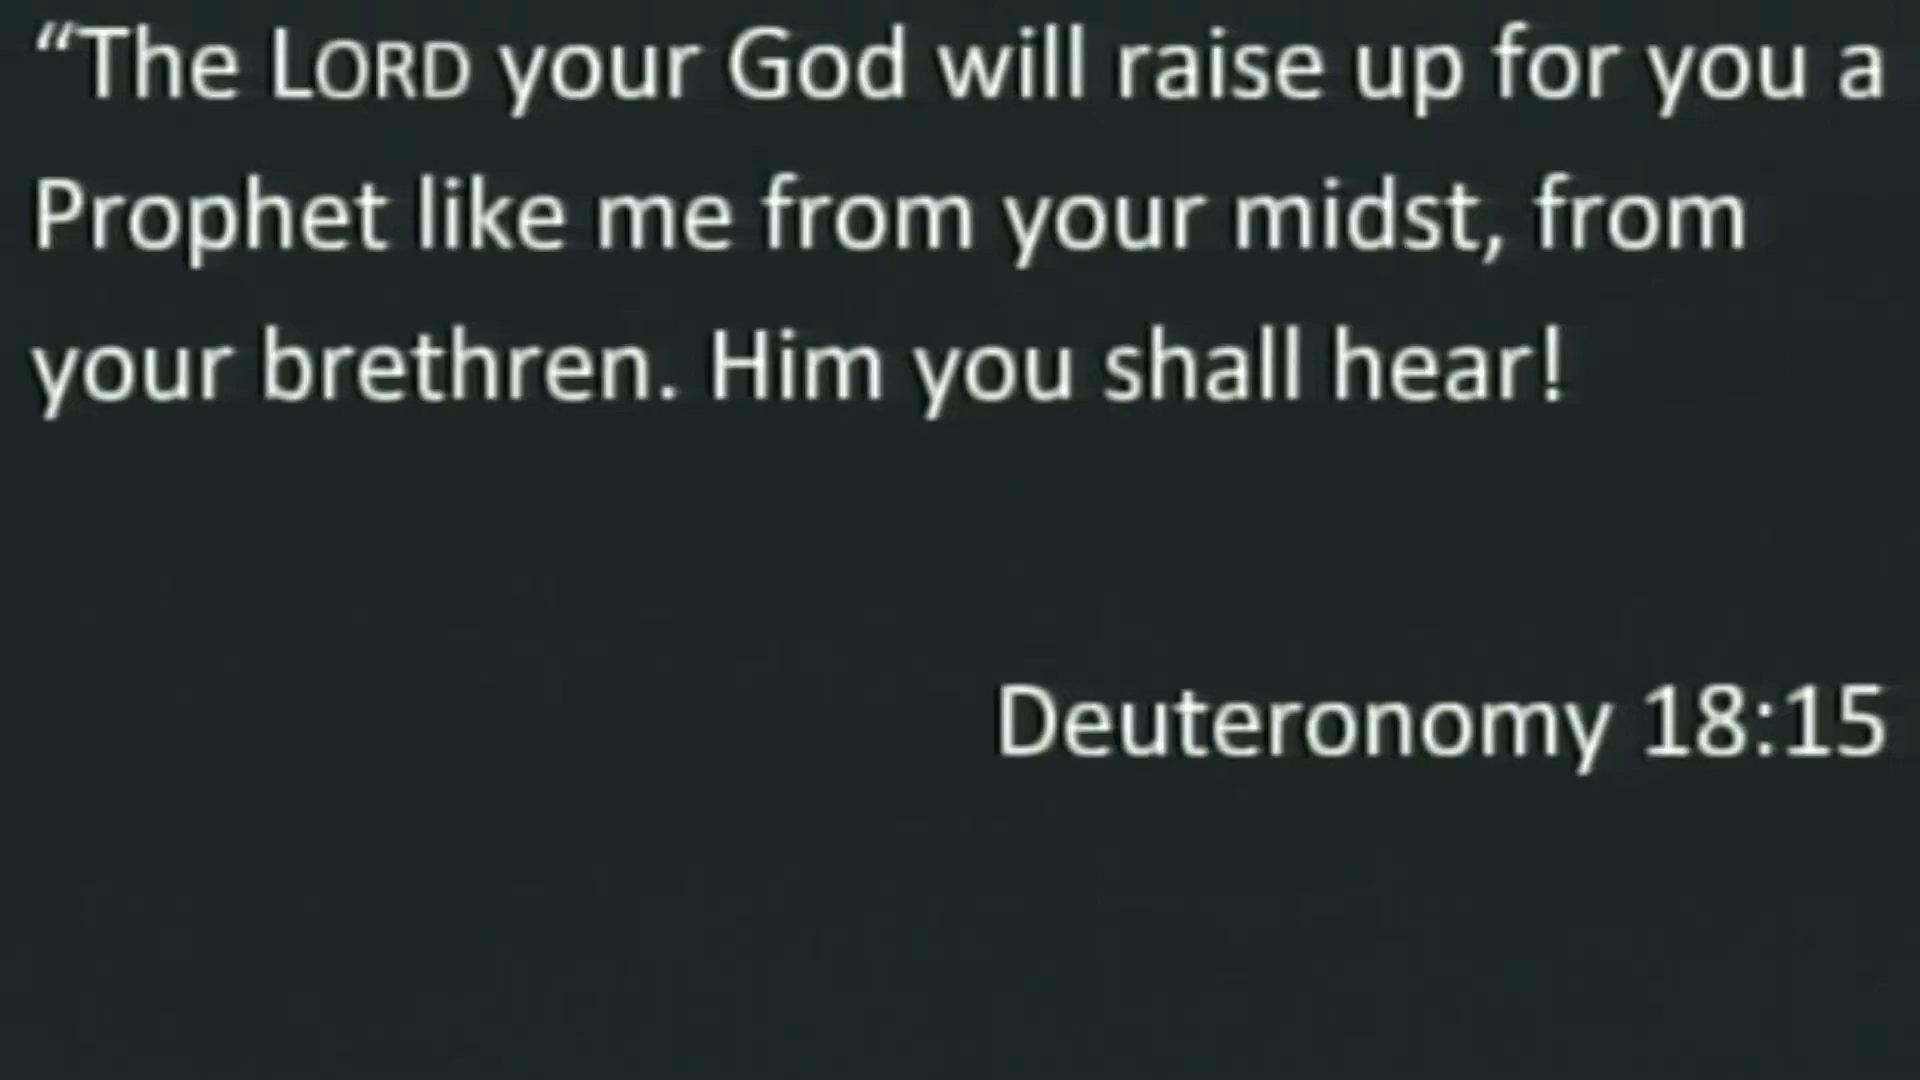 “The LORD your God will raise up for you a
Prophet like me from your midst, from
your brethren. Him you shall hear!
Deuteronomy 18:15